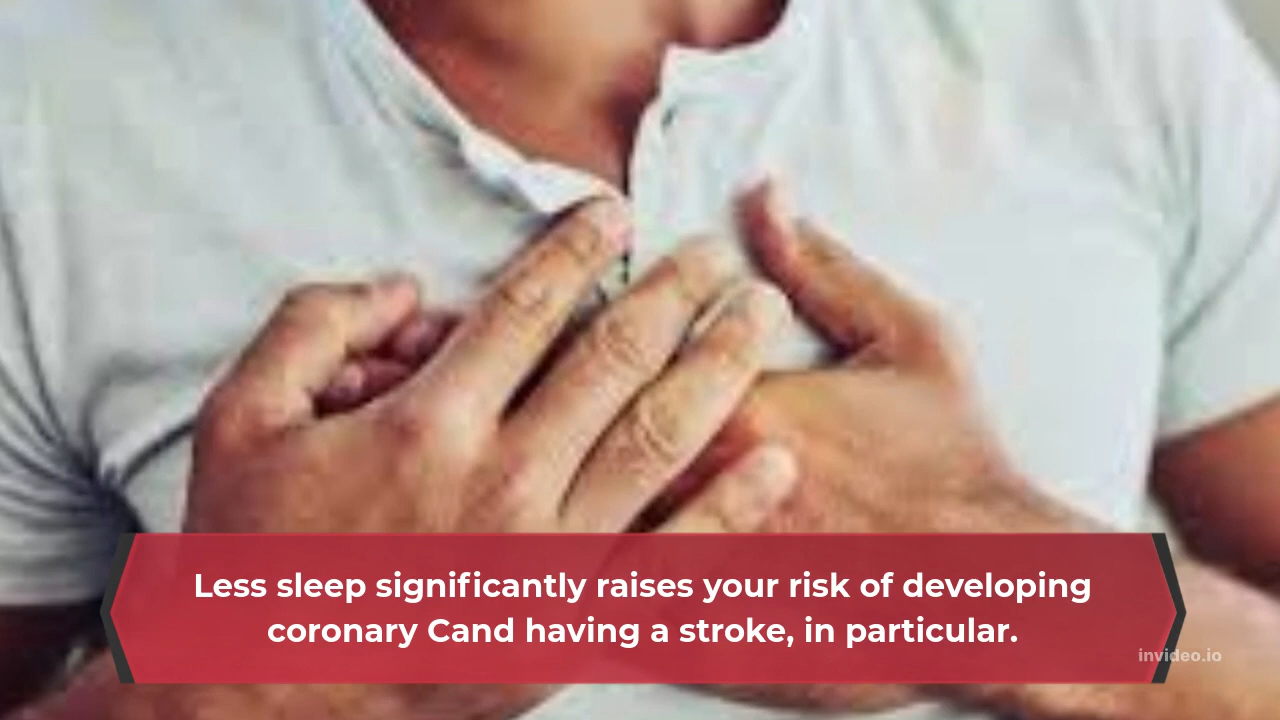 Less sleep significantly raises your risk of developing
coronary Cand having a stroke, in particular.
invideo.io